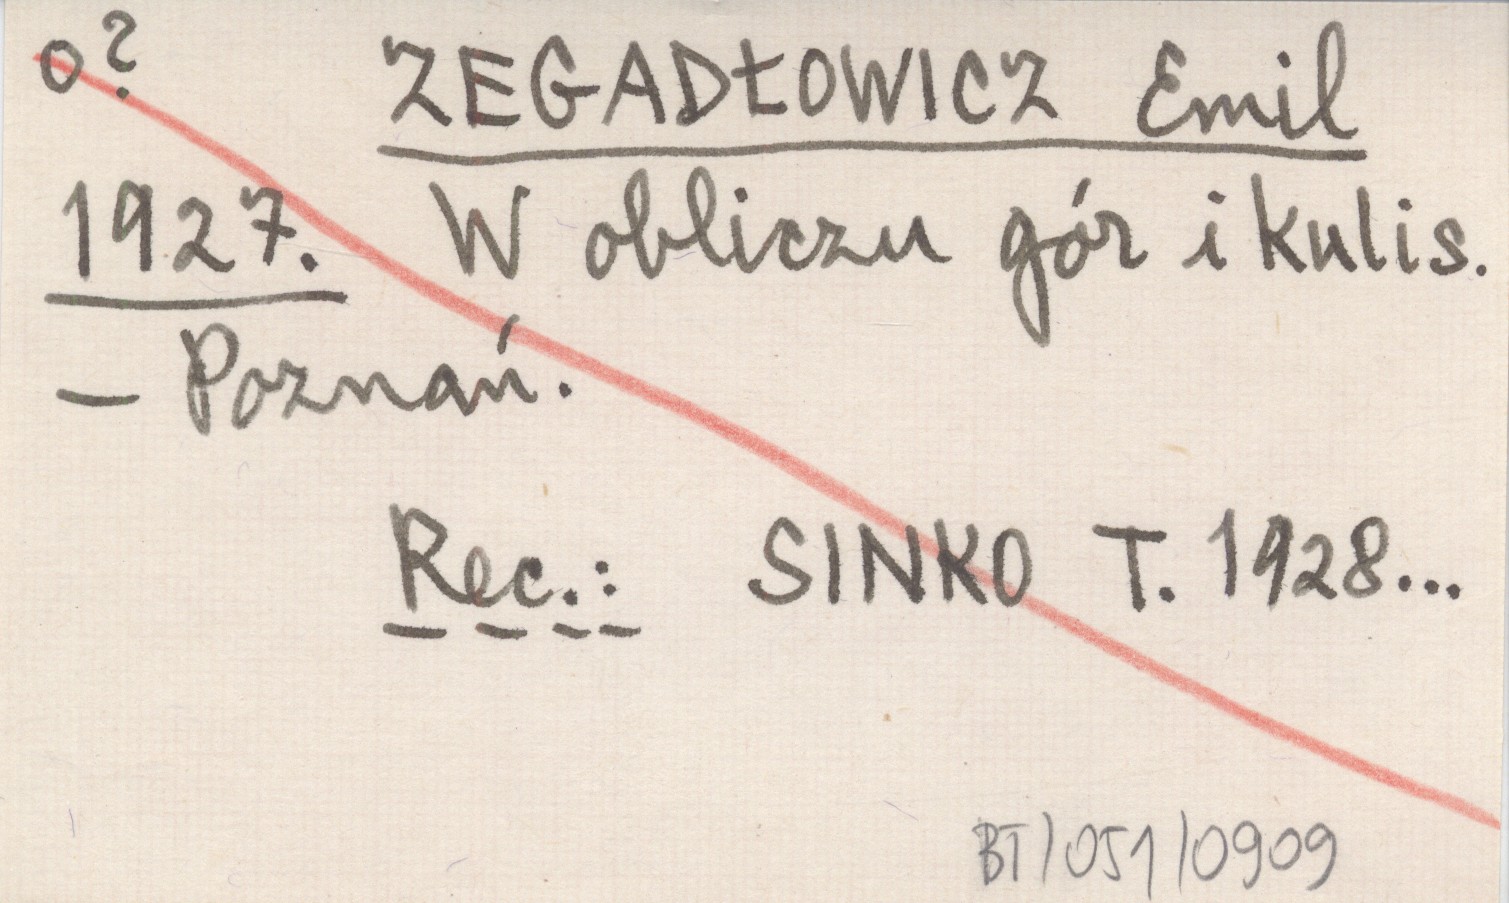 o?
ZEGADŁOWICZ Emil
1927. W obliczu gór i kulis.
– Poznań.
Rec.: SINKO T. 1928...
BT/051/0909